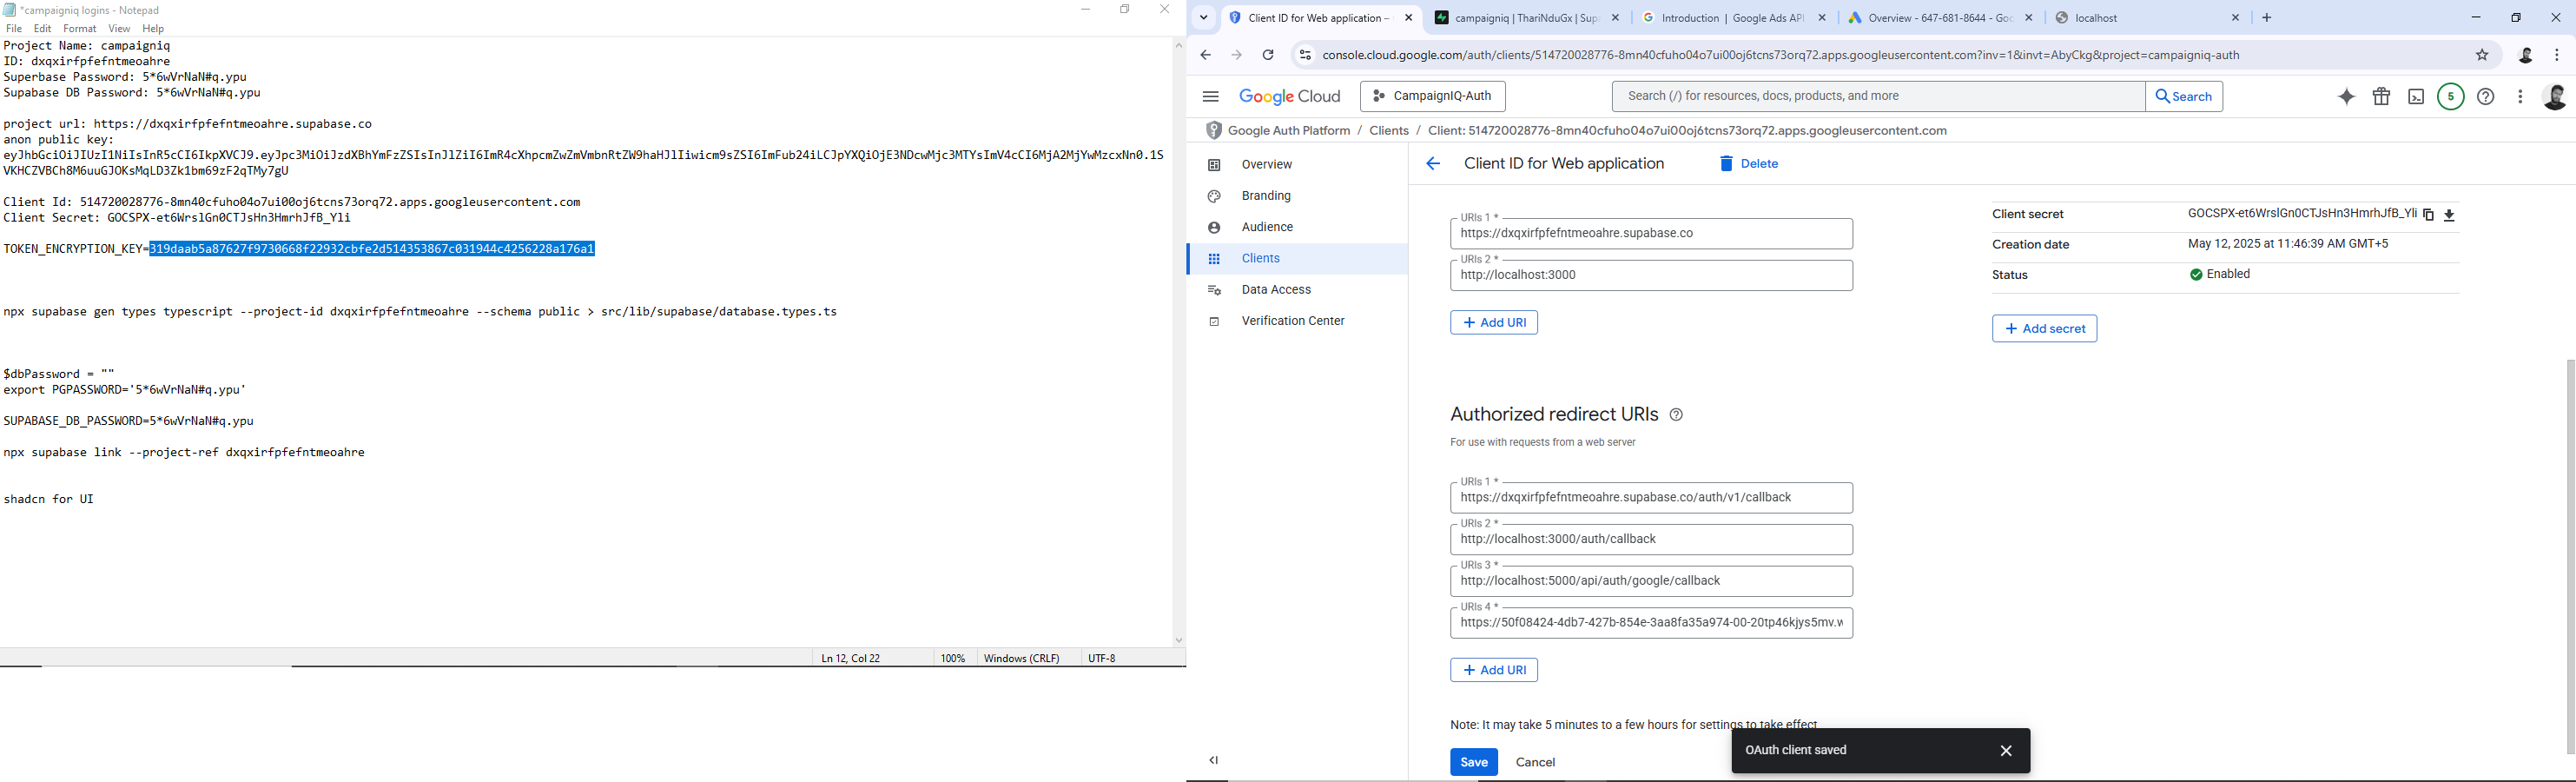 *campaigniq logins - Notepad
File Edit Format View Help
Project Name: campaigniq
ID: dxqxirfpfefntmeoahre
Superbase Password: 5*6wVrNaN#q.ypu
Supabase DB Password: 5*6wVrNaN#q.ypu
project url: https://dxqxirfpfefntmeoahre.supabase.co
anon public key:
eyJhbGciOiJIUzI1NiIsInR5cCI6IkpXVCJ9.eyJpc3MiOiJzdXBhYmFzZSIsInJlZiI6ImR4cXhpcmZwZmVmbnRtZW9haHJlIiwicm9sZSI6ImFub24iLCJpYXQiOjE3NDcwMjc3MTYsImV4cCI6MjA2MjYwMzcxNn0.1S
VKHCZVBCh8M6uuGJOKsMqLD3Zk1bm69zF2qTMy7gU
Client Id: 514720028776-8mn40cfuho04o7ui00oj6tcns73orq72.apps.googleusercontent.com
Client Secret: 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
TOKEN_ENCRYPTION_KEY=319daab5a87627f9730668f22932cbfe2d514353867c031944c4256228a176a1
npx supabase gen types typescript --project-id dxqxirfpfefntmeoahre --schema public > src/lib/supabase/database.types.ts
$dbPassword = ""
export PGPASSWORD='5*6wVrNaN#q.ypu'
SUPABASE_DB_PASSWORD=5*6wVrNaN#q.ypu
npx supabase link --project-ref dxqxirfpfefntmeoahre
shadcn for UI
Ln 12, Col 22 100% Windows (CRLF) UTF-8
Client ID for Web application – campaigniq | ThariNduGx | Supa Introduction | Google Ads API Overview - 647-681-8644 - Goo localhost
console.cloud.google.com/auth/clients/514720028776-8mn40cfuho04o7ui00oj6tcns73orq72.apps.googleusercontent.com?inv=1&invt=AbyCkg&project=campaigniq-auth
Google Cloud CampaignIQ-Auth Search (/) for resources, docs, products, and more Search 5
Google Auth Platform / Clients / Client: 514720028776-8mn40cfuho04o7ui00oj6tcns73orq72.apps.googleusercontent.com
Overview
Branding
Audience
Clients
Data Access
Verification Center
Client ID for Web application Delete
URIs 1 *
https://dxqxirfpfefntmeoahre.supabase.co
URIs 2 *
http://localhost:3000
Add URI
Client secret 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
Creation date May 12, 2025 at 11:46:39 AM GMT+5
Status Enabled
Add secret
Authorized redirect URIs
For use with requests from a web server
URIs 1 *
https://dxqxirfpfefntmeoahre.supabase.co/auth/v1/callback
URIs 2 *
http://localhost:3000/auth/callback
URIs 3 *
http://localhost:5000/api/auth/google/callback
URIs 4 *
https://50f08424-4db7-427b-854e-3aa8fa35a974-00-20tp46kjys5mv.w
Add URI
Note: It may take 5 minutes to a few hours for settings to take effect
Save Cancel
OAuth client saved